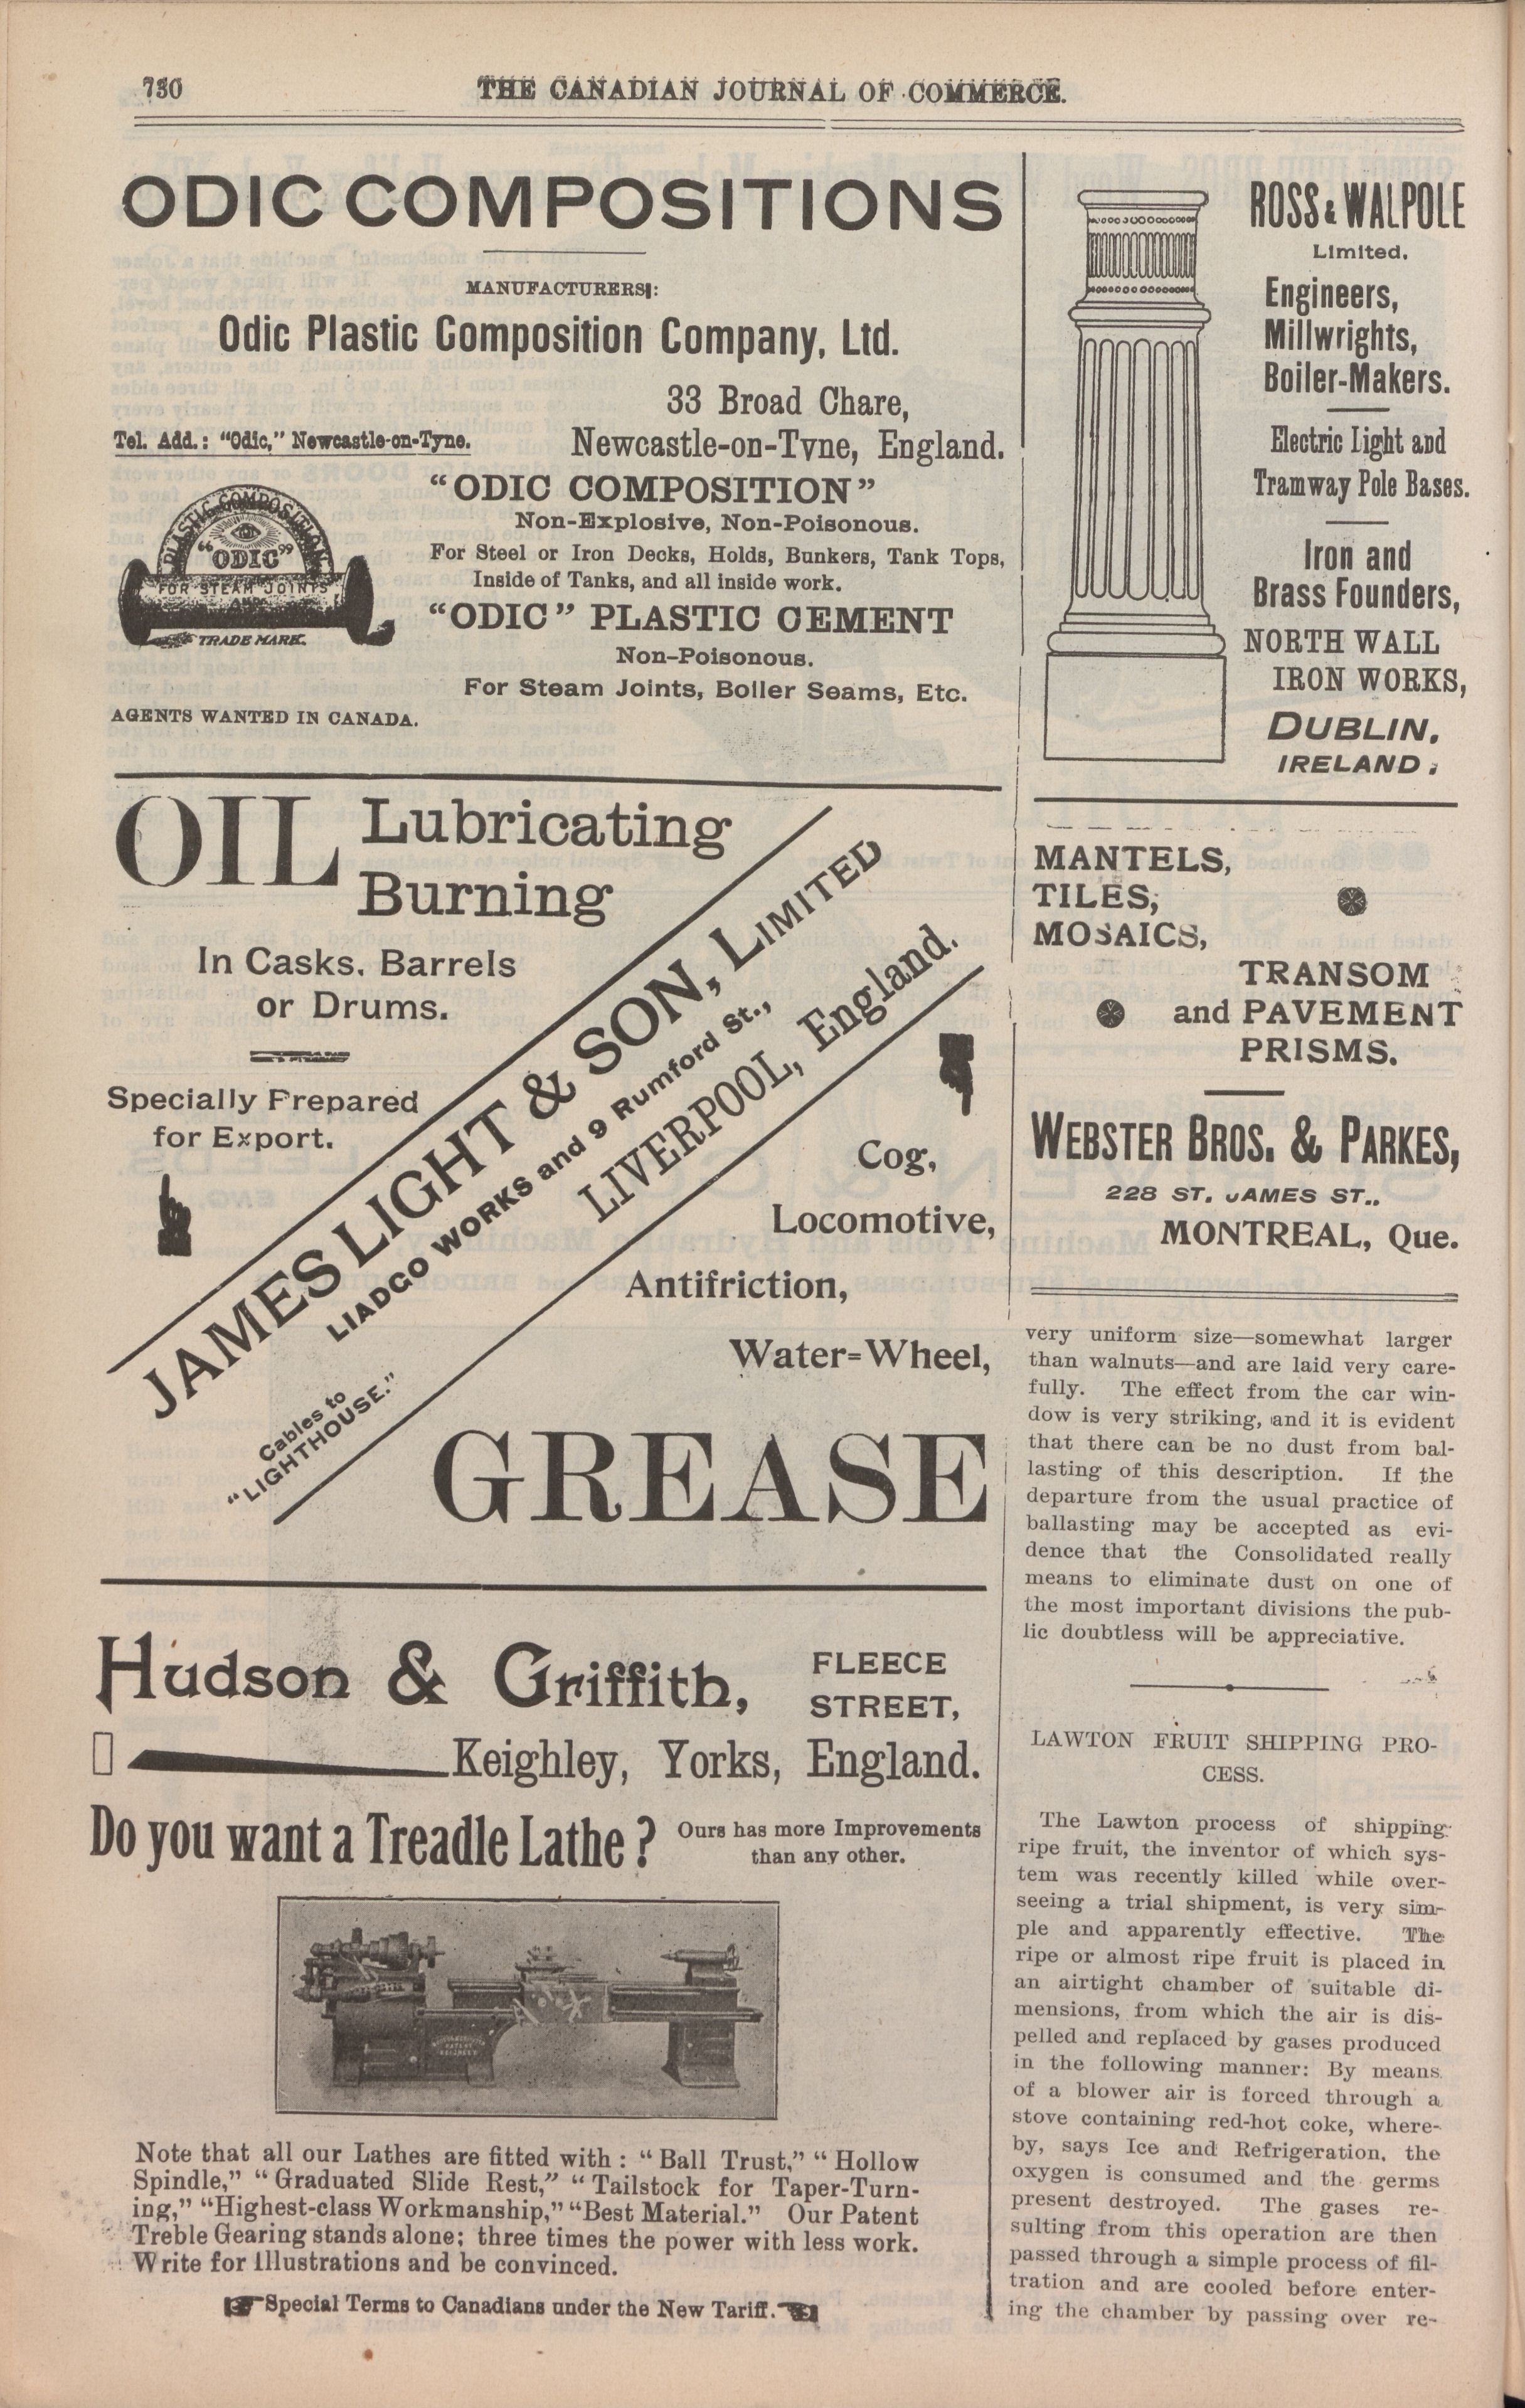 730
THE CANADIAN JOURNAL OF COMMERCE.
ODIC COMPOSITIONS
MANUFACTURERS:
Odic Plastic Composition Company, Ltd.
33 Broad Chare,
Tel. Add.: "Odic," Newcastle-on-Tyne.
Newcastle-on-Tyne, England.
PLASTIC COMPOSITION
"ODIC"
FOR STEAM JOINTS
AND
TRADE MARK.
"ODIC COMPOSITION"
Non-Explosive, Non-Poisonous.
For Steel or Iron Decks, Holds, Bunkers, Tank Tops,
Inside of Tanks, and all inside work.
"ODIC" PLASTIC CEMENT
Non-Poisonous.
For Steam Joints, Boiler Seams, Etc.
AGENTS WANTED IN CANADA.
OIL
Lubricating
Burning
In Casks, Barrels
or Drums.
Specially Prepared
for Export.
JAMES LIGHT & SON, LIMITED
LIADCO WORKS and 9 Rumford St.,
LIVERPOOL, England.
Cables to
"LIGHTHOUSE."
Cog,
Locomotive,
Antifriction,
Water-Wheel,
GREASE
Hudson & Griffith,
FLEECE
STREET,
Keighley, Yorks, England.
Do you want a Treadle Lathe?
Ours has more Improvements
than any other.
Note that all our Lathes are fitted with: "Ball Trust," "Hollow
Spindle," "Graduated Slide Rest," "Tailstock for Taper-Turn-
ing," "Highest-class Workmanship," "Best Material." Our Patent
Treble Gearing stands alone; three times the power with less work.
Write for Illustrations and be convinced.
Special Terms to Canadians under the New Tariff.
ROSS & WALPOLE
Limited.
Engineers,
Millwrights,
Boiler-Makers.
Electric Light and
Tramway Pole Bases.
Iron and
Brass Founders,
NORTH WALL
IRON WORKS,
DUBLIN.
IRELAND.
MANTELS,
TILES,
MOSAICS,
TRANSOM
and PAVEMENT
PRISMS.
WEBSTER BROS. & PARKES,
228 ST. JAMES ST..
MONTREAL, Que.
very uniform size—somewhat larger
than walnuts—and are laid very care-
fully. The effect from the car win-
dow is very striking, and it is evident
that there can be no dust from bal-
lasting of this description. If the
departure from the usual practice of
ballasting may be accepted as evi-
dence that the Consolidated really
means to eliminate dust on one of
the most important divisions the pub-
lic doubtless will be appreciative.
LAWTON FRUIT SHIPPING PRO-
CESS.
The Lawton process of shipping
ripe fruit, the inventor of which sys-
tem was recently killed while over-
seeing a trial shipment, is very sim-
ple and apparently effective. The
ripe or almost ripe fruit is placed in
an airtight chamber of suitable di-
mensions, from which the air is dis-
pelled and replaced by gases produced
in the following manner: By means
of a blower air is forced through a
stove containing red-hot coke, where-
by, says Ice and Refrigeration, the
oxygen is consumed and the germs
present destroyed. The gases re-
sulting from this operation are then
passed through a simple process of fil-
tration and are cooled before enter-
ing the chamber by passing over re-